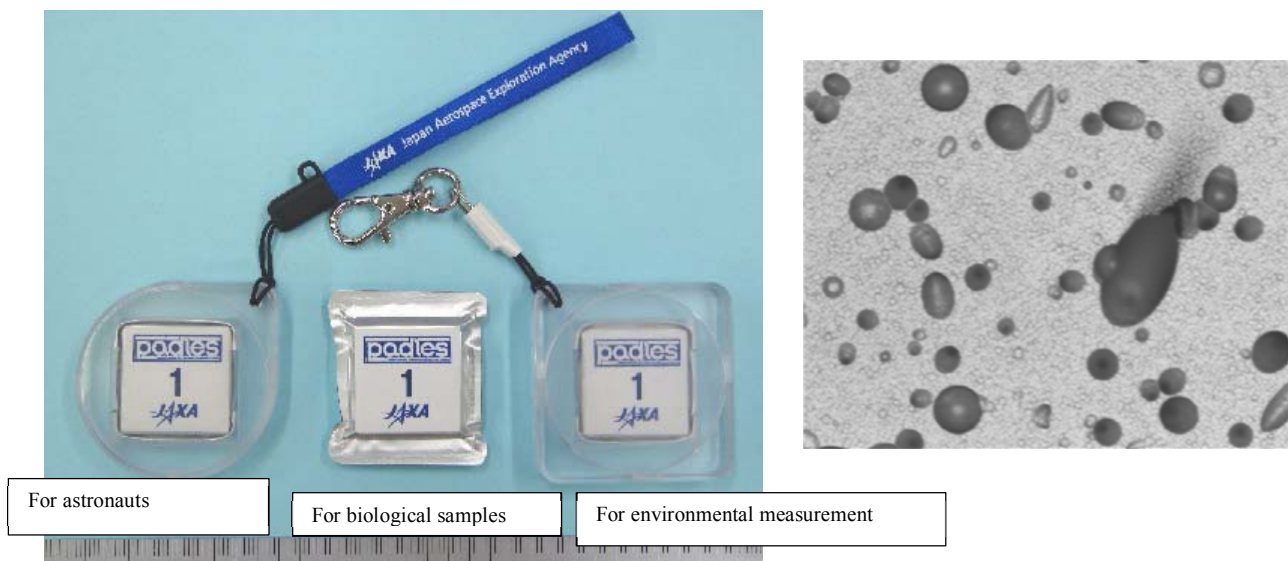 JAXA Japan Aerospace Exploration Agency
padles
1
JAXA
padles
1
JAXA
padles
1
JAXA
For astronauts
For biological samples
For environmental measurement